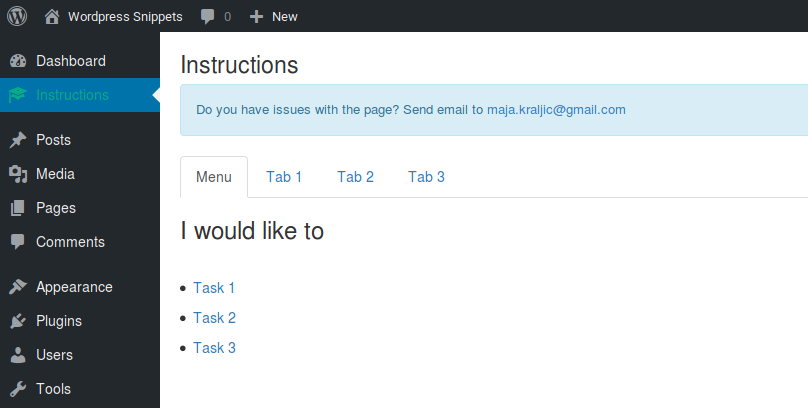 Wordpress Snippets 0 New
Dashboard
Instructions
Posts
Media
Pages
Comments
Appearance
Plugins
Users
Tools
Instructions
Do you have issues with the page? Send email to maja.kraljic@gmail.com
Menu Tab 1 Tab 2 Tab 3
I would like to
Task 1
Task 2
Task 3